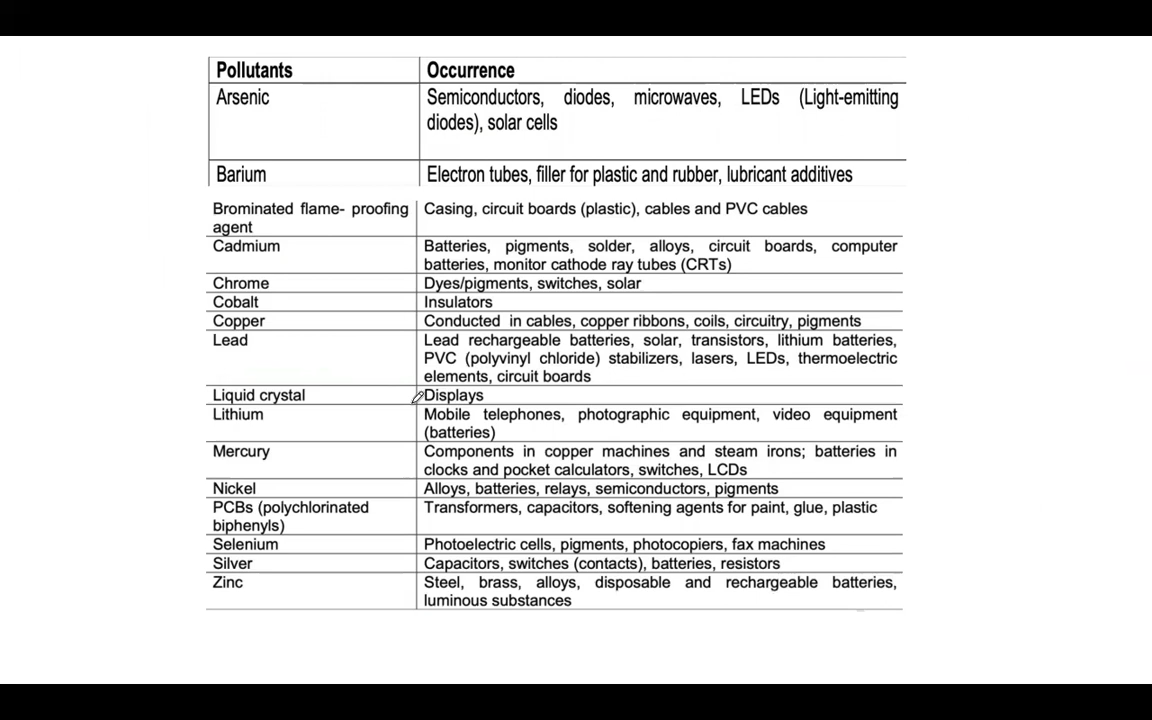 Pollutants Occurrence
Arsenic Semiconductors, diodes, microwaves, LEDs (Light-emitting
diodes), solar cells
Barium Electron tubes, filler for plastic and rubber, lubricant additives
Brominated flame- proofing Casing, circuit boards (plastic), cables and PVC cables
agent
Cadmium Batteries, pigments, solder, alloys, circuit boards, computer
batteries, monitor cathode ray tubes (CRTs)
Chrome Dyes/pigments, switches, solar
Cobalt Insulators
Copper Conducted in cables, copper ribbons, coils, circuitry, pigments
Lead Lead rechargeable batteries, solar, transistors, lithium batteries,
PVC (polyvinyl chloride) stabilizers, lasers, LEDs, thermoelectric
elements, circuit boards
Liquid crystal Displays
Lithium Mobile telephones, photographic equipment, video equipment
(batteries)
Mercury Components in copper machines and steam irons; batteries in
clocks and pocket calculators, switches, LCDs
Nickel Alloys, batteries, relays, semiconductors, pigments
PCBs (polychlorinated Transformers, capacitors, softening agents for paint, glue, plastic
biphenyls)
Selenium Photoelectric cells, pigments, photocopiers, fax machines
Silver Capacitors, switches (contacts), batteries, resistors
Zinc Steel, brass, alloys, disposable and rechargeable batteries,
luminous substances